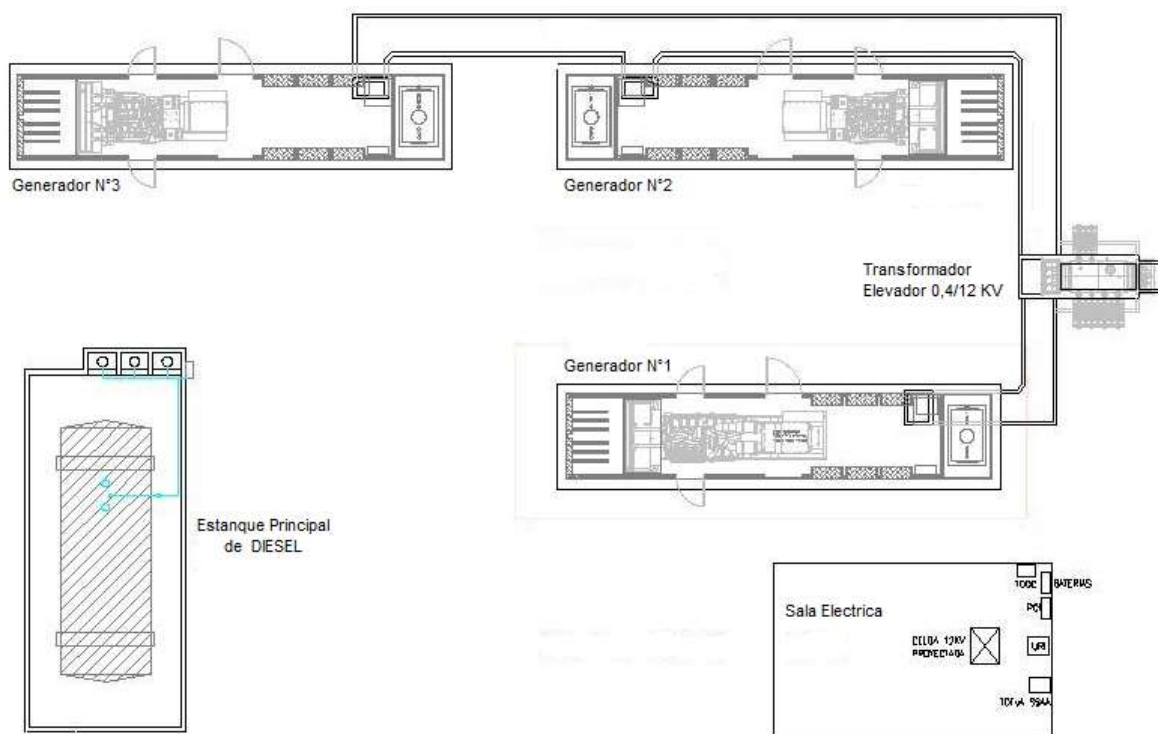 Generador N°3
Generador N°2
Transformador
Elevador 0,4/12 KV
Generador N°1
Estanque Principal
de DIESEL
Sala Electrica
BATERIAS
CELDA 12KV
PROYECTADA